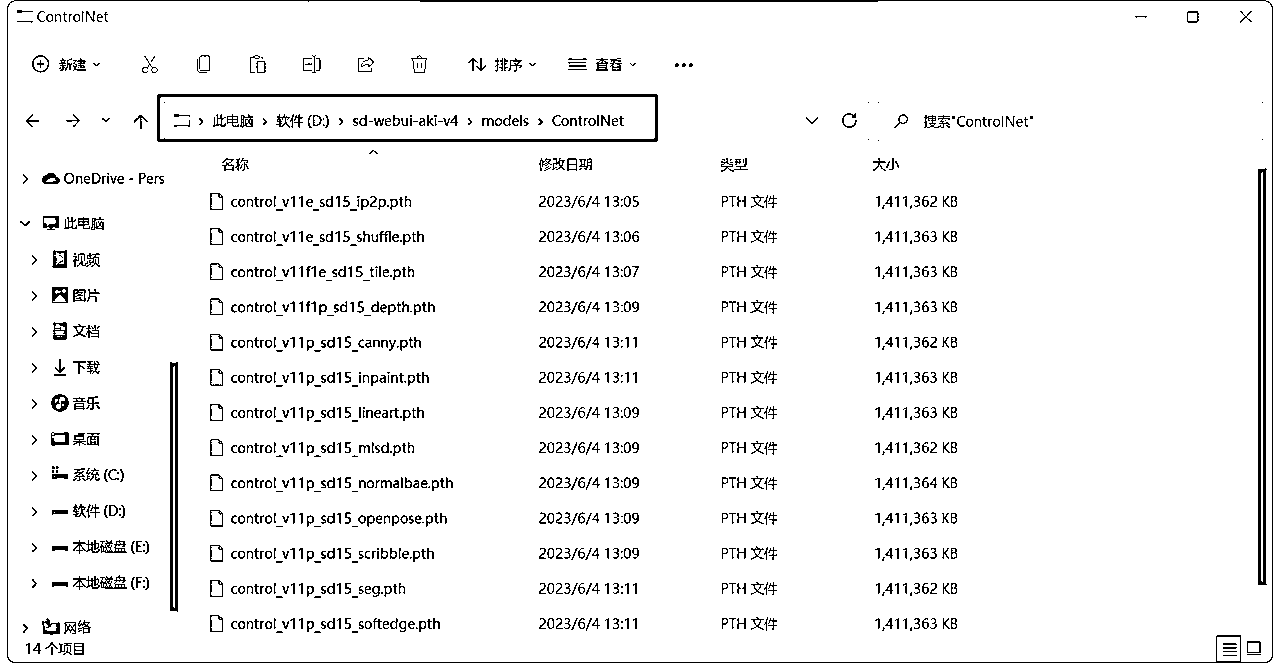 ControlNet
新建 排序 查看
此电脑 › 软件 (D:) › sd-webui-aki-v4 › models › ControlNet 搜索"ControlNet"
名称 修改日期 类型 大小
OneDrive - Pers
此电脑
视频
图片
文档
下载
音乐
桌面
系统 (C:)
软件 (D:)
本地磁盘 (E:)
本地磁盘 (F:)
网络
control_v11e_sd15_ip2p.pth 2023/6/4 13:05 PTH 文件 1,411,362 KB
control_v11e_sd15_shuffle.pth 2023/6/4 13:06 PTH 文件 1,411,363 KB
control_v11f1e_sd15_tile.pth 2023/6/4 13:07 PTH 文件 1,411,363 KB
control_v11f1p_sd15_depth.pth 2023/6/4 13:09 PTH 文件 1,411,363 KB
control_v11p_sd15_canny.pth 2023/6/4 13:11 PTH 文件 1,411,362 KB
control_v11p_sd15_inpaint.pth 2023/6/4 13:11 PTH 文件 1,411,363 KB
control_v11p_sd15_lineart.pth 2023/6/4 13:09 PTH 文件 1,411,363 KB
control_v11p_sd15_mlsd.pth 2023/6/4 13:09 PTH 文件 1,411,362 KB
control_v11p_sd15_normalbae.pth 2023/6/4 13:09 PTH 文件 1,411,364 KB
control_v11p_sd15_openpose.pth 2023/6/4 13:09 PTH 文件 1,411,363 KB
control_v11p_sd15_scribble.pth 2023/6/4 13:09 PTH 文件 1,411,363 KB
control_v11p_sd15_seg.pth 2023/6/4 13:11 PTH 文件 1,411,362 KB
control_v11p_sd15_softedge.pth 2023/6/4 13:11 PTH 文件 1,411,363 KB
14 个项目